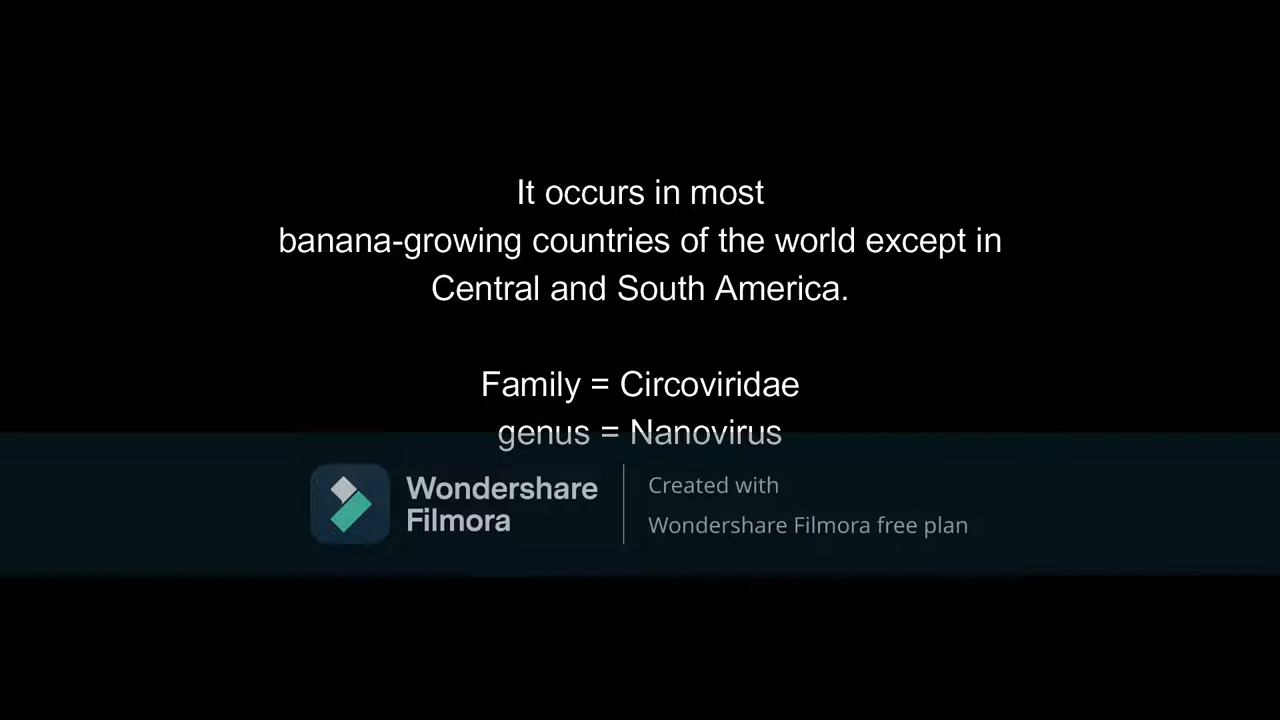 It occurs in most
banana-growing countries of the world except in
Central and South America.
Family = Circoviridae
genus = Nanovirus
Wondershare
Filmora
Created with
Wondershare Filmora free plan